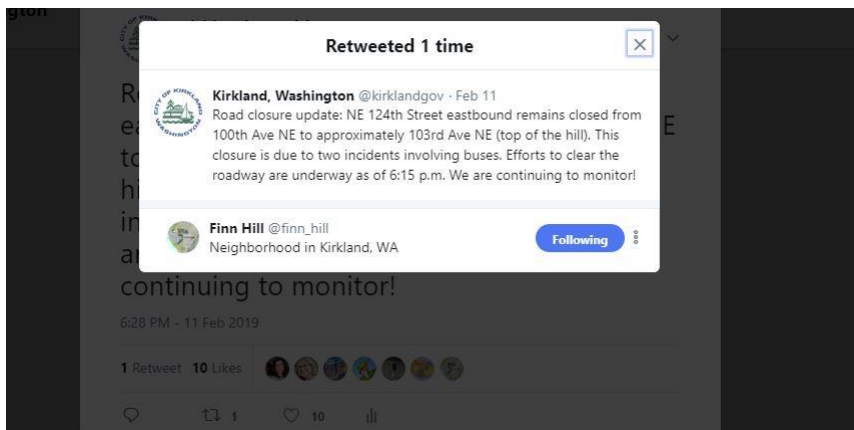 gton
Retweeted 1 time
Kirkland, Washington @kirklandgov · Feb 11
Road closure update: NE 124th Street eastbound remains closed from
100th Ave NE to approximately 103rd Ave NE (top of the hill). This
closure is due to two incidents involving buses. Efforts to clear the
roadway are underway as of 6:15 p.m. We are continuing to monitor!
Finn Hill @finn_hill
Neighborhood in Kirkland, WA
Following
continuing to monitor!
6:28 PM - 11 Feb 2019
1 Retweet 10 Likes
1 10